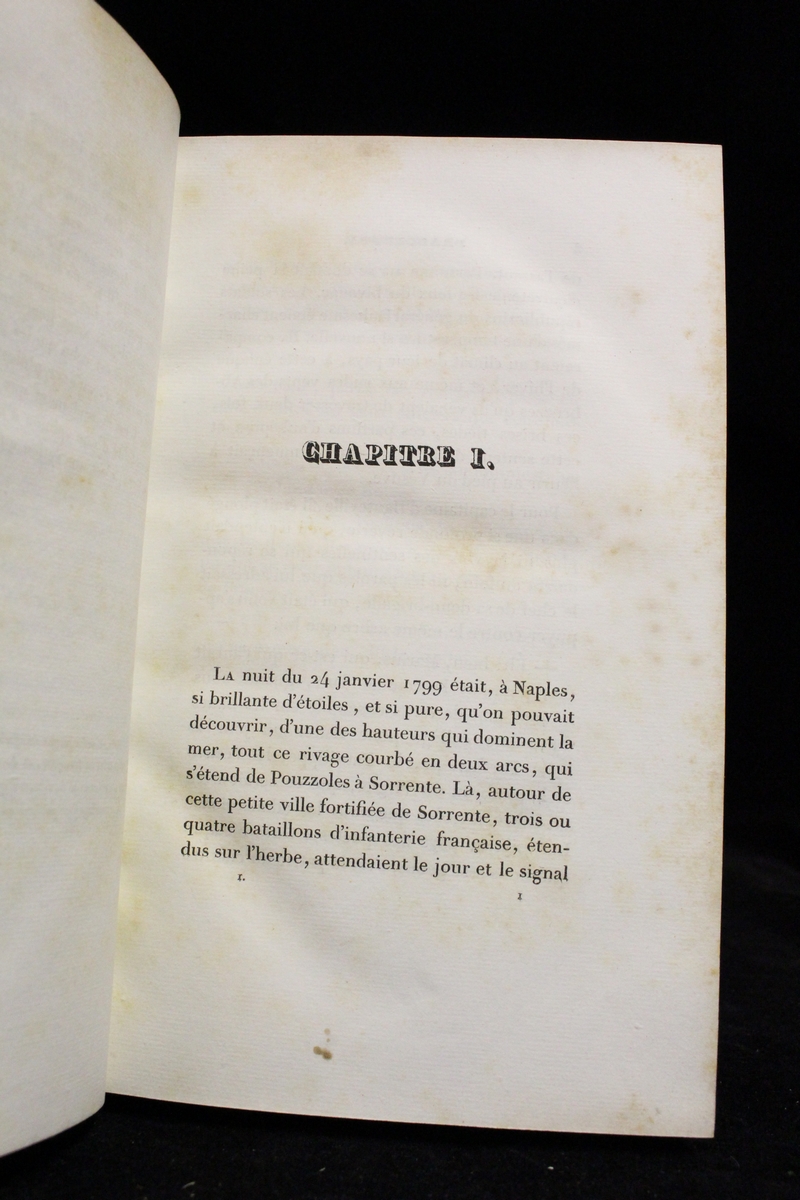 CHAPITRE I.
LA nuit du 24 janvier 1799 était, à Naples,
si brillante d'étoiles , et si pure, qu'on pouvait
découvrir, d'une des hauteurs qui dominent la
mer, tout ce rivage courbé en deux arcs, qui
s'étend de Pouzzoles à Sorrente. Là, autour de
cette petite ville fortifiée de Sorrente, trois ou
quatre bataillons d'infanterie française, éten-
dus sur l'herbe, attendaient le jour et le signal
I. 1